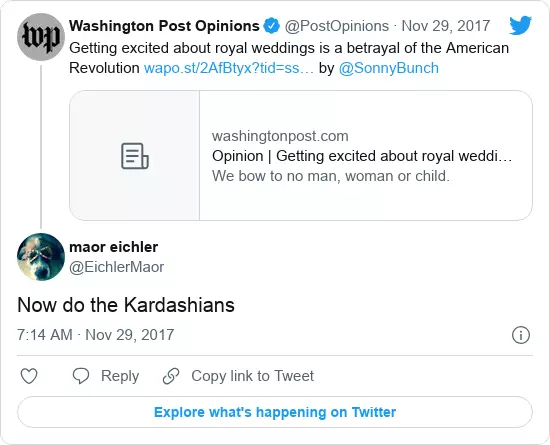 wp
Washington Post Opinions @PostOpinions · Nov 29, 2017
Getting excited about royal weddings is a betrayal of the American
Revolution wapo.st/2AfBtyx?tid=ss… by @SonnyBunch
washingtonpost.com
Opinion | Getting excited about royal weddi…
We bow to no man, woman or child.
maor eichler
@EichlerMaor
Now do the Kardashians
7:14 AM · Nov 29, 2017
Reply Copy link to Tweet
Explore what's happening on Twitter